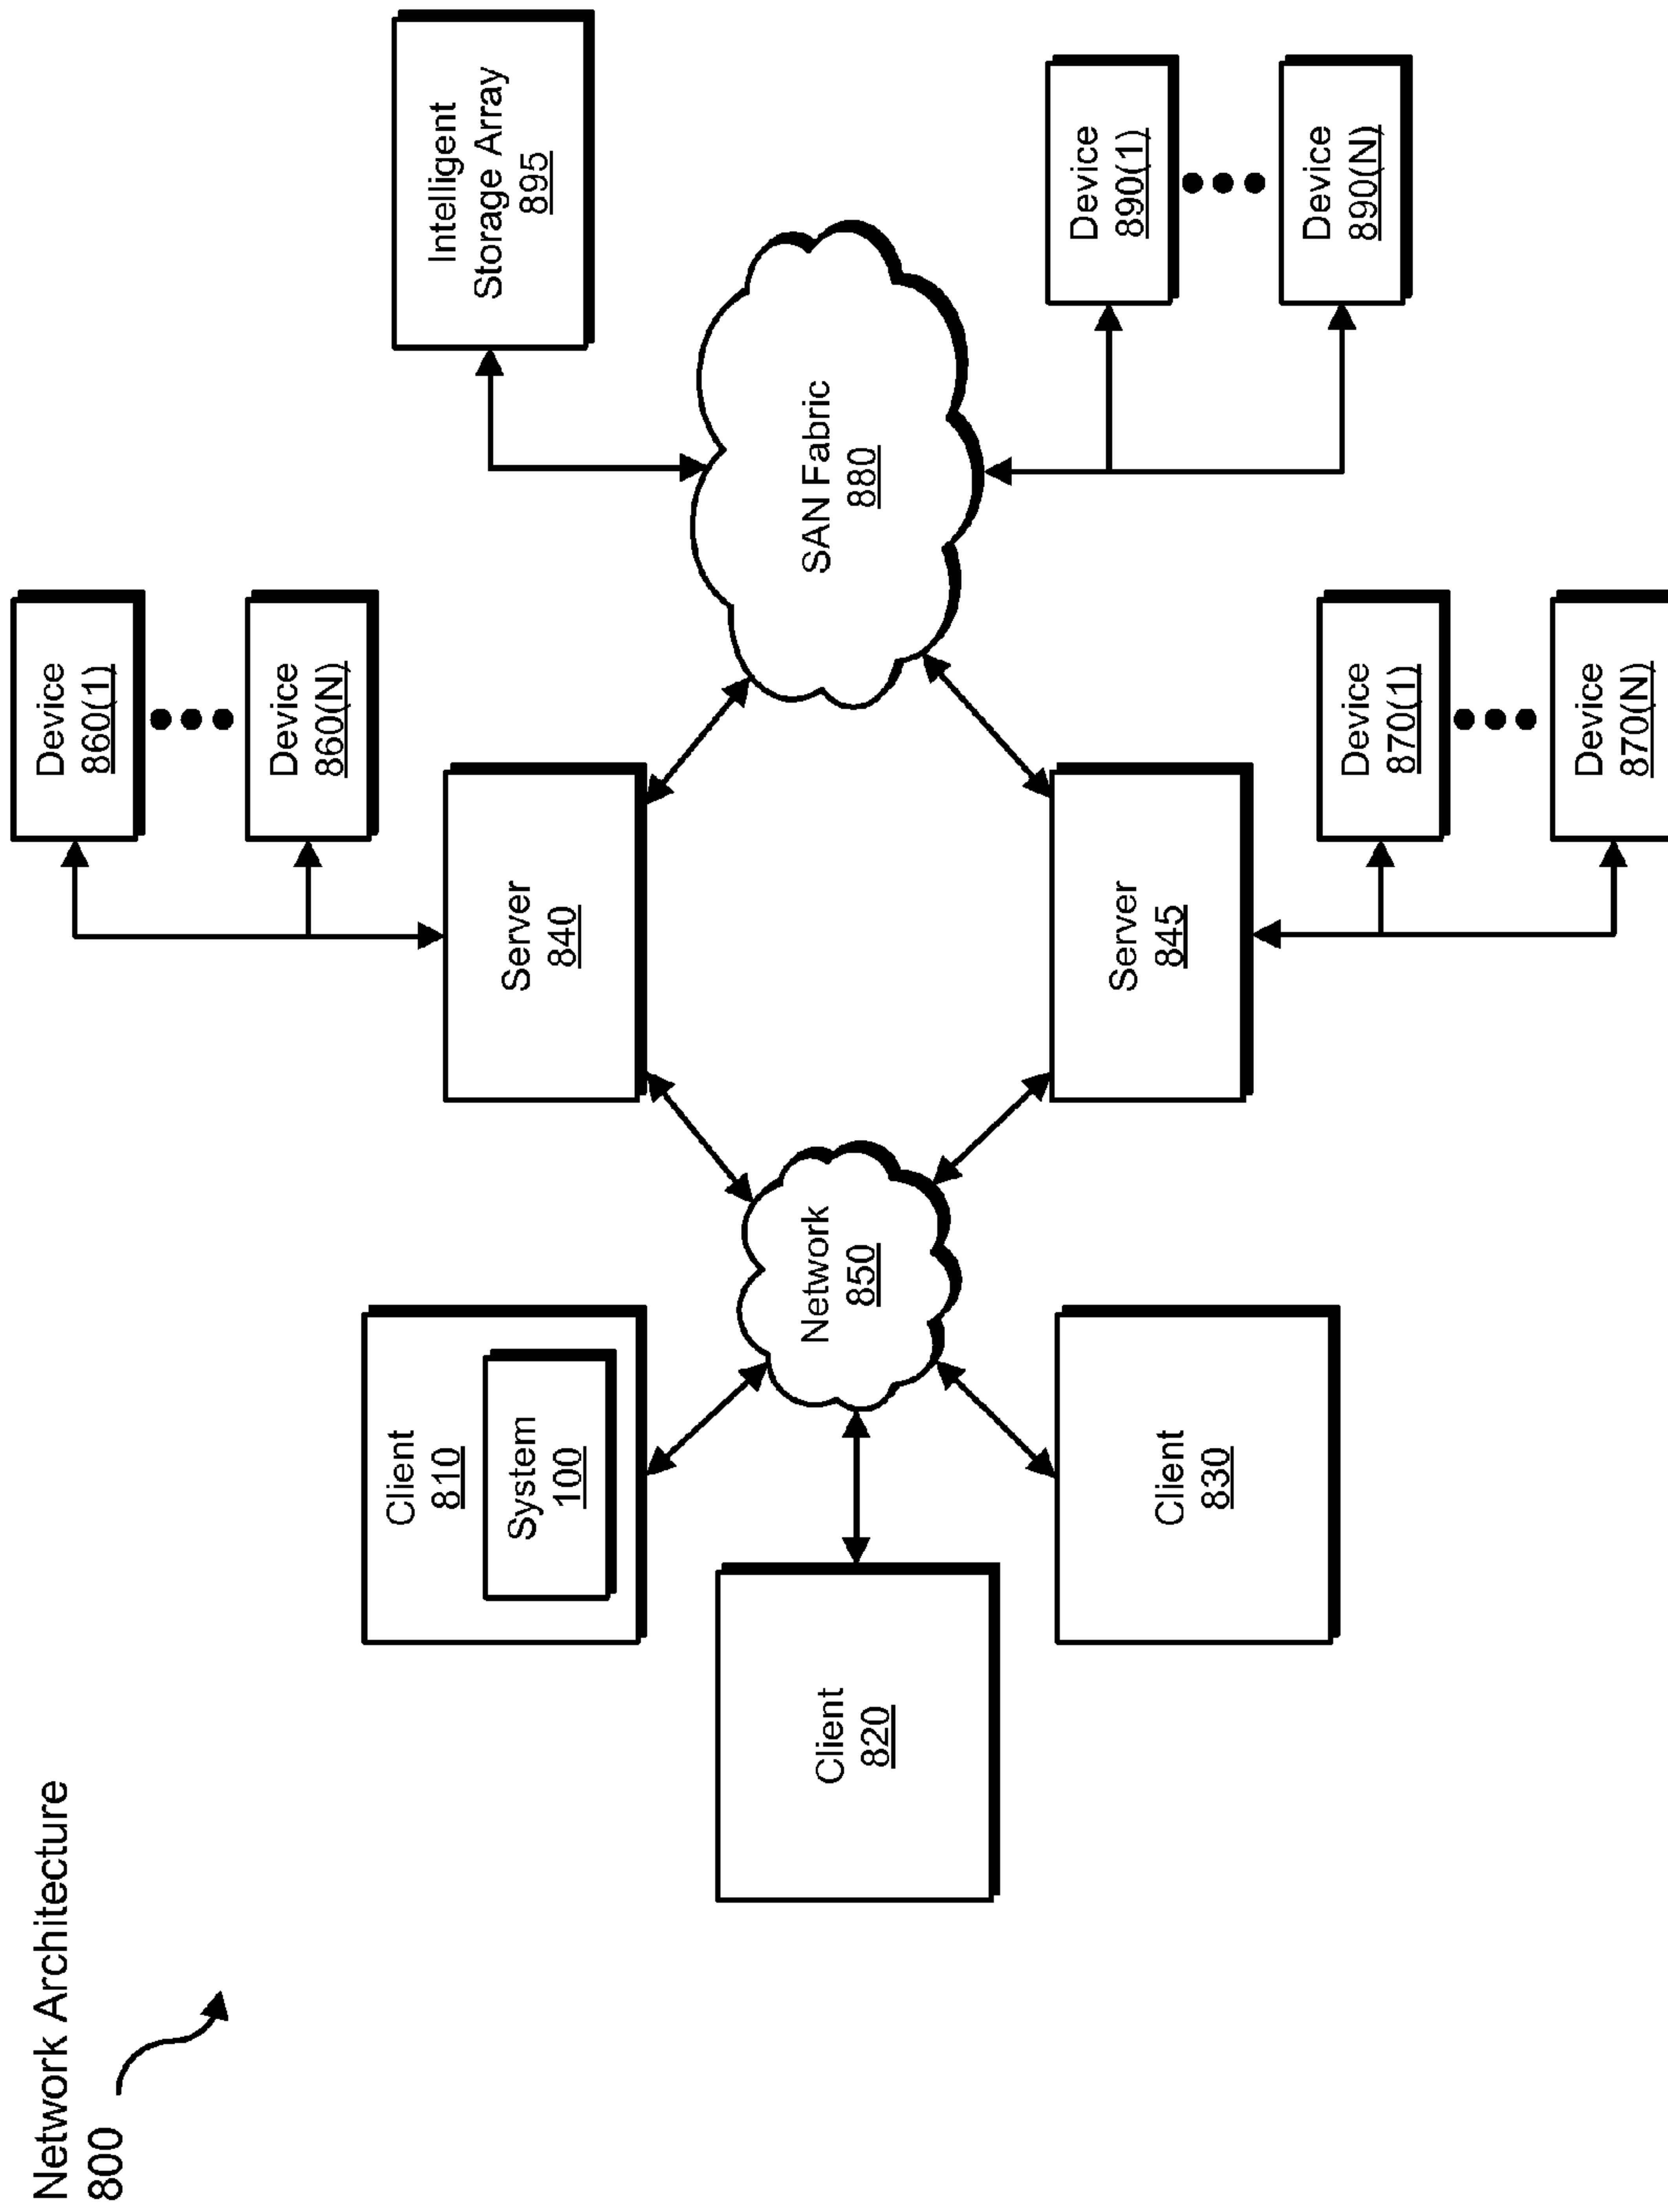 Network Architecture
800
Client
810
System
100
Client
820
Client
830
Network
850
Device
860(1)
Device
860(N)
Server
840
Server
845
Device
870(1)
Device
870(N)
SAN Fabric
880
Intelligent
Storage Array
895
Device
890(1)
Device
890(N)